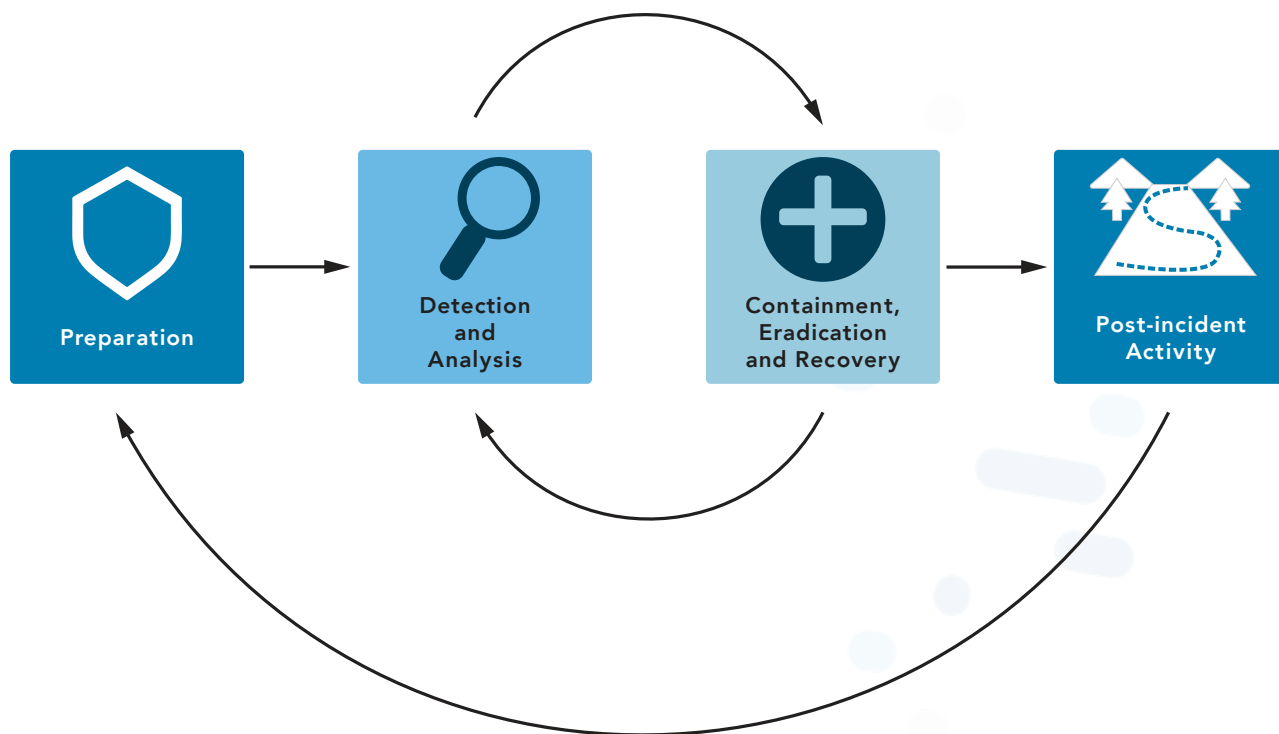 Preparation
Detection
and
Analysis
Containment,
Eradication
and Recovery
Post-incident
Activity